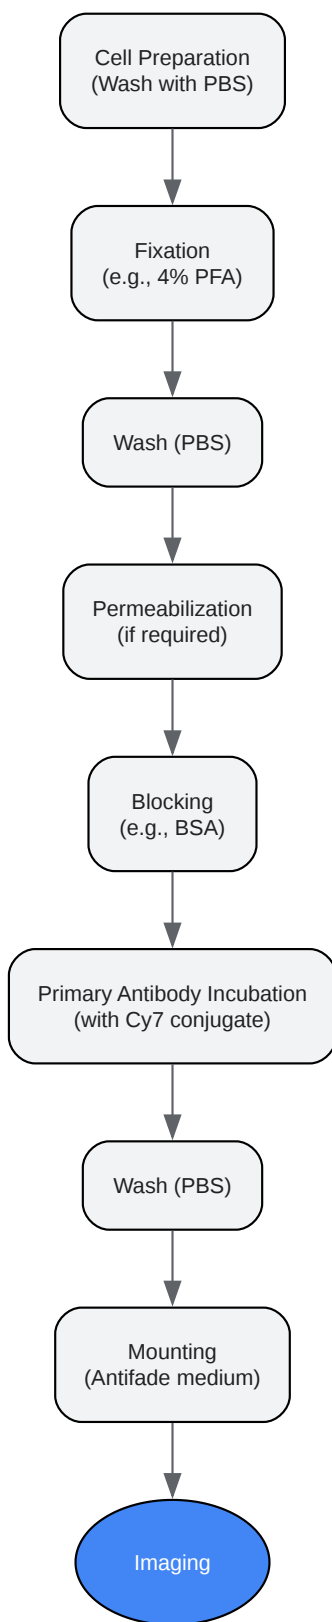 Cell Preparation
(Wash with PBS)
Fixation
(e.g., 4% PFA)
Wash (PBS)
Permeabilization
(if required)
Blocking
(e.g., BSA)
Primary Antibody Incubation
(with Cy7 conjugate)
Wash (PBS)
Mounting
(Antifade medium)
Imaging